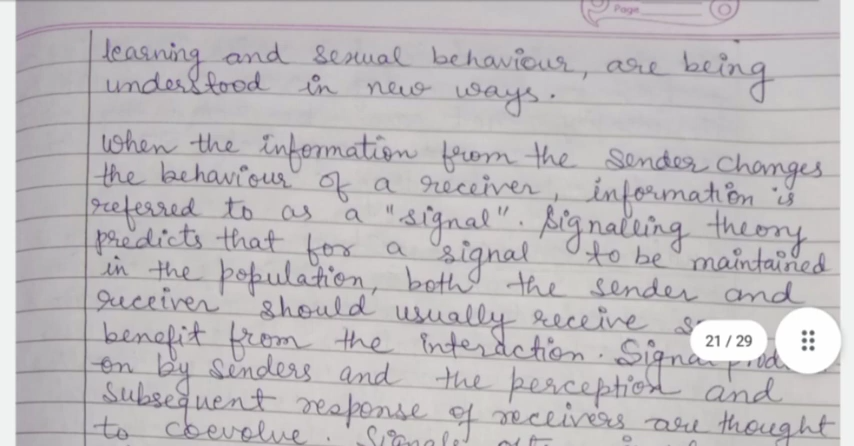 Page
learning and sexual behaviour, are being
understood in new ways.
when the information from the sender changes
the behaviour of a receiver, information is
referred to as a "signal". Signalling theory
predicts that for a signal to be maintained
in the population, both the sender and
receiver should usually receive
benefit from the interaction.
21 / 29
on by senders and the perception and
subsequent response of receivers are thought
to coevolve.